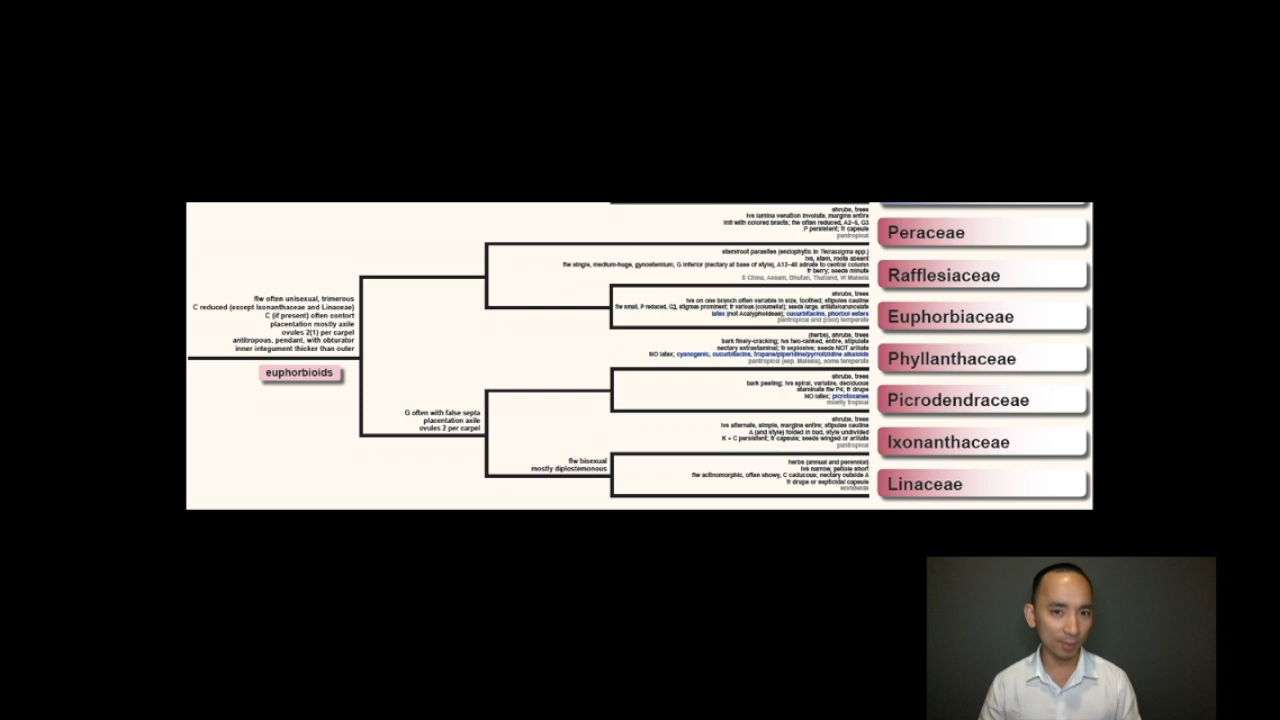 shrubs, trees
lvs lamina venation involute, margins entire
infl with colored bracts; flw often reduced, A2–6, G3
P persistent; fr capsule
pantropical
Peraceae
stem/root parasites (endophytic in Tetrastigma spp.)
lvs, stem, roots absent
flw single, medium-huge, gynostemium, G inferior (nectary at base of style), A12–40 adnate to central column
fr berry; seeds minute
S China, Assam, Bhutan, Thailand, W Malesia
Rafflesiaceae
shrubs, trees
lvs on one branch often variable in size, toothed; stipules cauline
flw small, P reduced, G3, stigmas prominent; fr various (columella); seeds large, arillate/carunculate
latex (not Acalyphoideae); cucurbitacins, phorbol esters
pantropical and (cool) temperate
Euphorbiaceae
flw often unisexual, trimerous
C reduced (except Ixonanthaceae and Linaceae)
C (if present) often contort
placentation mostly axile
ovules 2(1) per carpel
antitropous, pendant, with obturator
inner integument thicker than outer
euphorbioids
(herbs), shrubs, trees
bark finely-cracking; lvs two-ranked, entire, stipulate
nectary extrastaminal; fr explosive; seeds NOT arillate
NO latex; cyanogenic, cucurbitacins, tropane/piperidine/pyrrolizidine alkaloids
pantropical (esp. Malesia), some temperate
Phyllanthaceae
shrubs, trees
bark peeling; lvs spiral, variable, deciduous
staminate flw P4; fr drupe
NO latex; picrotoxanes
mostly tropical
Picrodendraceae
G often with false septa
placentation axile
ovules 2 per carpel
shrubs, trees
lvs alternate, simple, margins entire; stipules cauline
A (and style) folded in bud, style undivided
K + C persistent; fr capsule; seeds winged or arillate
pantropical
Ixonanthaceae
flw bisexual
mostly diplostemonous
herbs (annual and perennial)
lvs narrow, petiole short
flw actinomorphic, often showy, C caducous; nectary outside A
fr drupe or septicidal capsule
worldwide
Linaceae